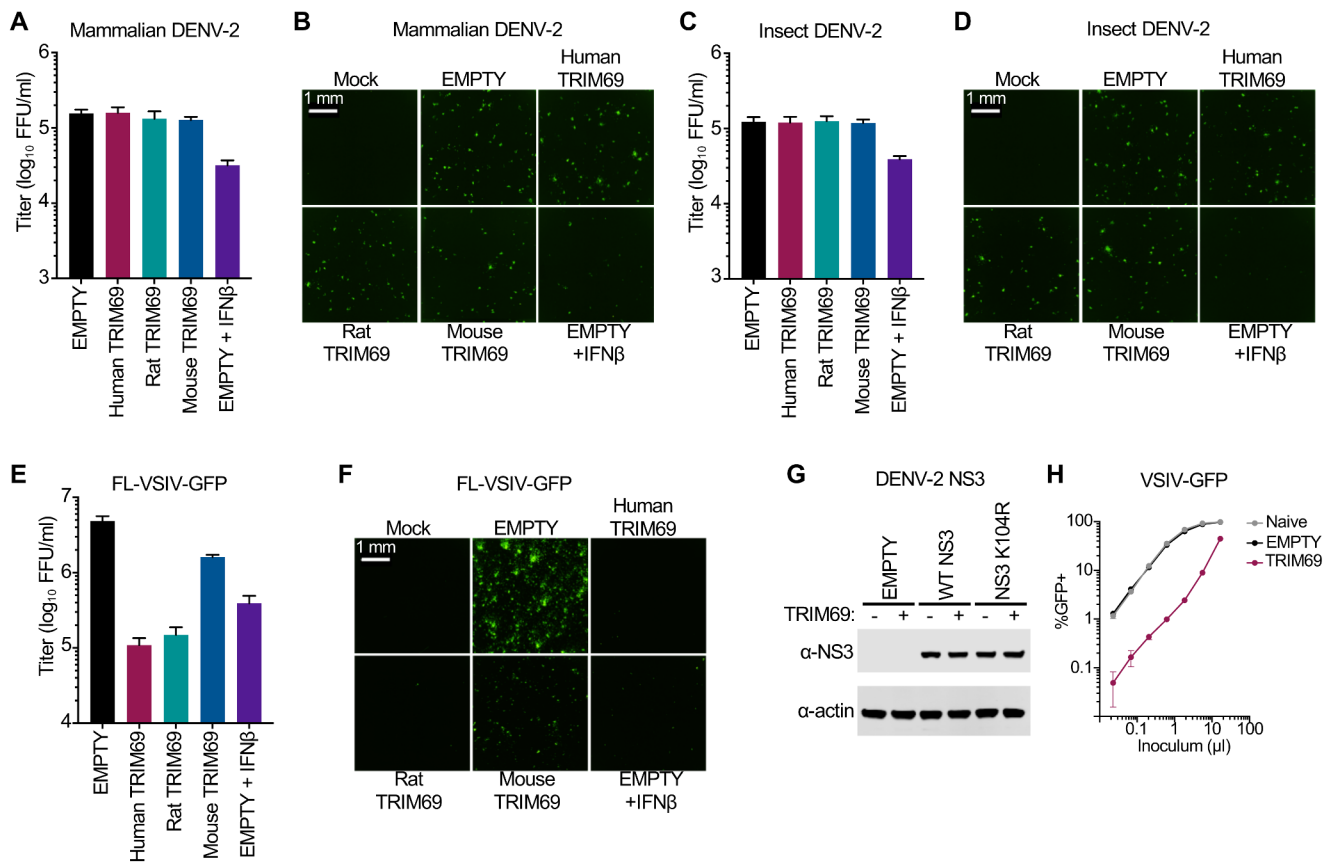 A
Mammalian DENV-2
Titer (log₁₀ FFU/ml)
6
5
4
3
EMPTY
Human TRIM69
Rat TRIM69
Mouse TRIM69
EMPTY + IFNβ
B
Mammalian DENV-2
Mock
EMPTY
Human
TRIM69
1 mm
Rat
TRIM69
Mouse
TRIM69
EMPTY
+IFNβ
C
Insect DENV-2
Titer (log₁₀ FFU/ml)
6
5
4
3
EMPTY
Human TRIM69
Rat TRIM69
Mouse TRIM69
EMPTY + IFNβ
D
Insect DENV-2
Mock
EMPTY
Human
TRIM69
1 mm
Rat
TRIM69
Mouse
TRIM69
EMPTY
+IFNβ
E
FL-VSIV-GFP
Titer (log₁₀ FFU/ml)
7
6
5
4
EMPTY
Human TRIM69
Rat TRIM69
Mouse TRIM69
EMPTY + IFNβ
F
FL-VSIV-GFP
Mock
EMPTY
Human
TRIM69
1 mm
Rat
TRIM69
Mouse
TRIM69
EMPTY
+IFNβ
G
DENV-2 NS3
EMPTY
WT NS3
NS3 K104R
TRIM69: - + - + - +
α-NS3
α-actin
H
VSIV-GFP
%GFP+
100
10
1
0.1
0.1 1 10 100
Inoculum (µl)
Naive
EMPTY
TRIM69